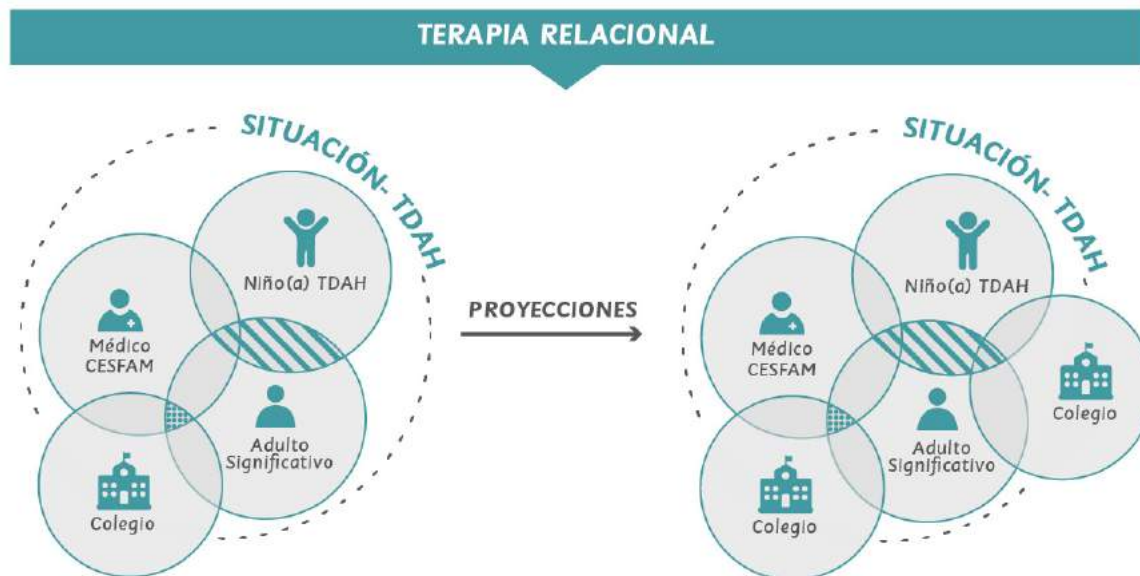 TERAPIA RELACIONAL
SITUACIÓN- TDAH
Niño(a) TDAH
Médico
CESFAM
Adulto
Significativo
Colegio
PROYECCIONES
SITUACIÓN- TDAH
Niño(a) TDAH
Médico
CESFAM
Colegio
Adulto
Significativo
Colegio